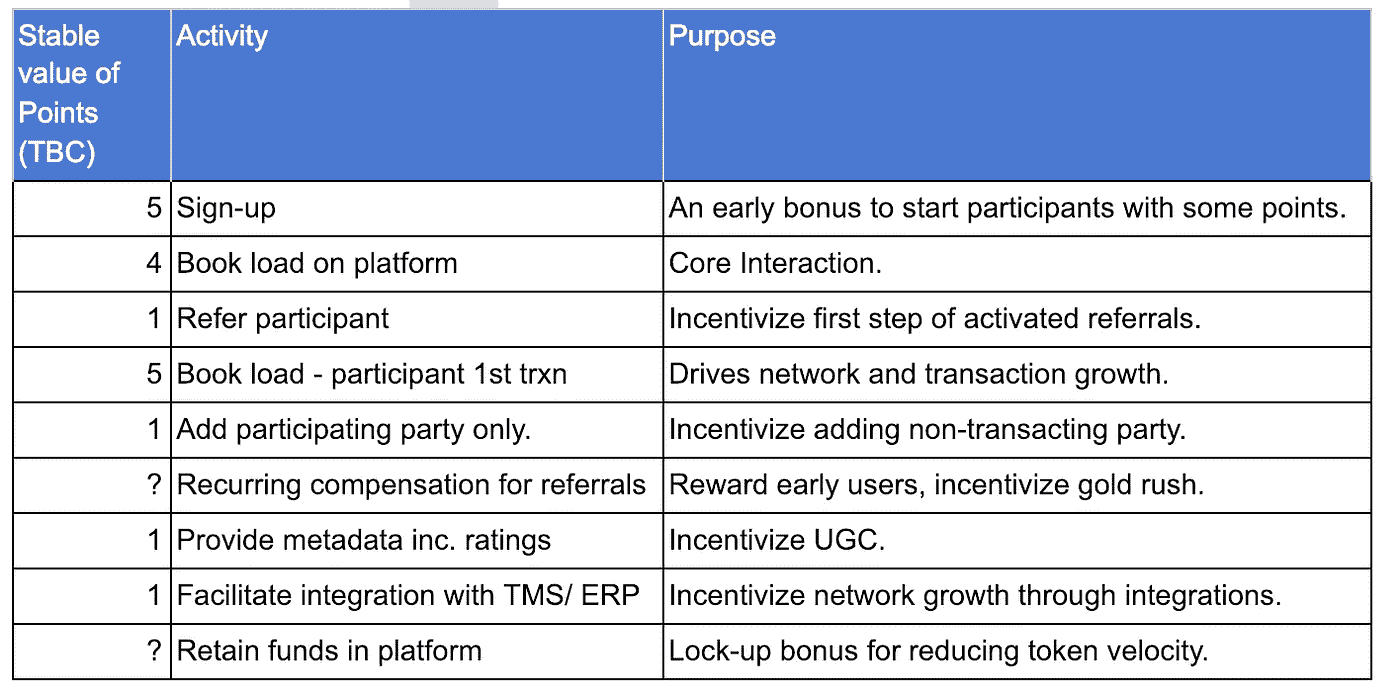 Stable
value of
Points
(TBC)
Activity
Purpose
5 Sign-up An early bonus to start participants with some points.
4 Book load on platform Core Interaction.
1 Refer participant Incentivize first step of activated referrals.
5 Book load - participant 1st trxn Drives network and transaction growth.
1 Add participating party only. Incentivize adding non-transacting party.
? Recurring compensation for referrals Reward early users, incentivize gold rush.
1 Provide metadata inc. ratings Incentivize UGC.
1 Facilitate integration with TMS/ ERP Incentivize network growth through integrations.
? Retain funds in platform Lock-up bonus for reducing token velocity.